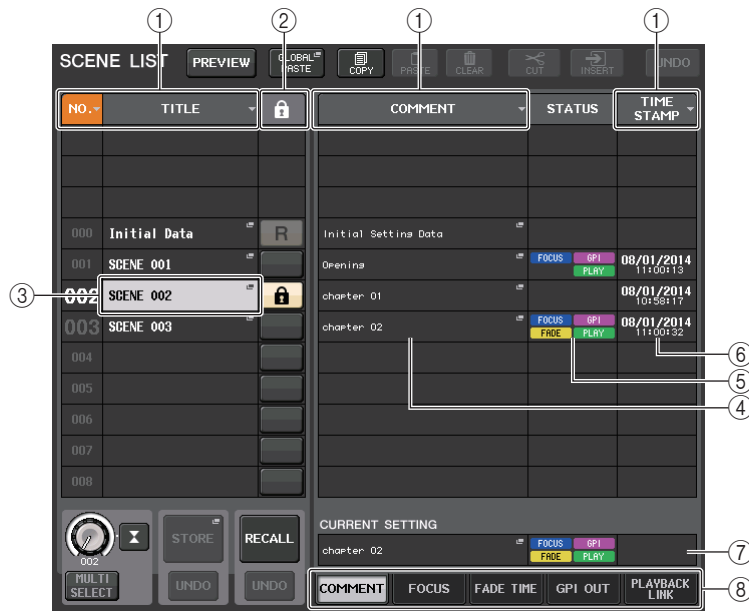 ① ② ① ①
SCENE LIST PREVIEW GLOBAL PASTE COPY PASTE CLEAR CUT INSERT UNDO
NO. TITLE COMMENT STATUS TIME STAMP
000 Initial Data R Initial Setting Data
001 SCENE 001 Opening FOCUS GPI PLAY 08/01/2014 11:00:13
③ 002 SCENE 002 chapter 01 08/01/2014 10:58:17
003 SCENE 003 chapter 02 FOCUS GPI FADE PLAY 08/01/2014 11:00:32
004
⑥
005
⑤
④
006
007
008
CURRENT SETTING
STORE RECALL
chapter 02 FOCUS GPI FADE PLAY
⑦
002
MULTI SELECT UNDO UNDO
COMMENT FOCUS FADE TIME GPI OUT PLAYBACK LINK
⑧